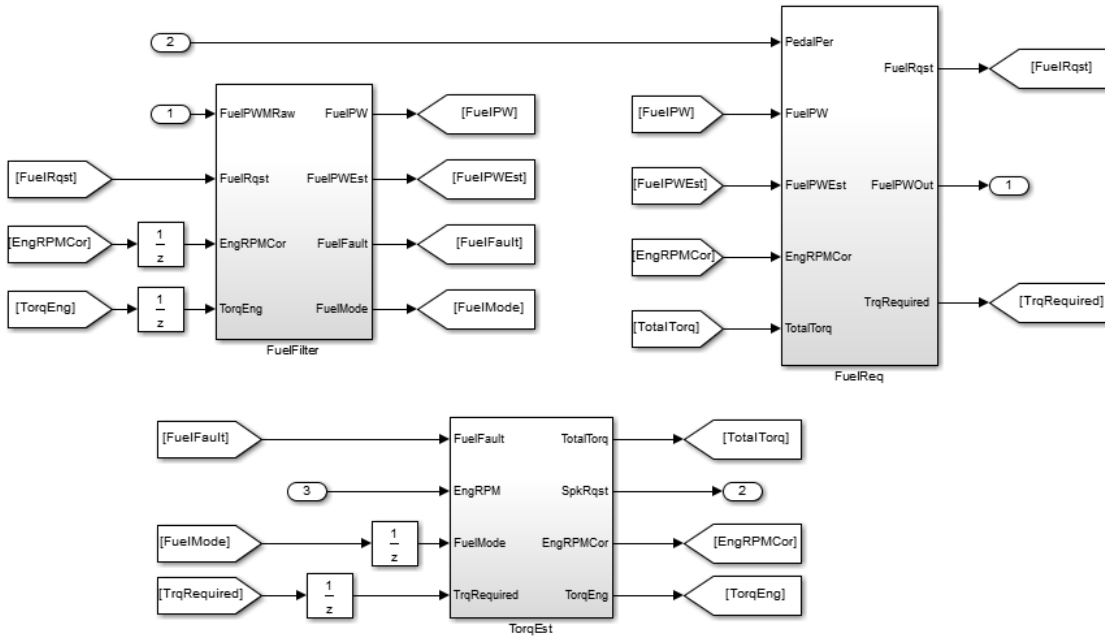 2
PedalPer
FuelRqst
[FuelRqst]
1
FuelPWMRaw
FuelPW
[FuelPW]
[FuelPW]
FuelPW
[FuelRqst]
FuelRqst
FuelPWEst
[FuelPWEst]
[FuelPWEst]
FuelPWEst
FuelPWOut
1
[EngRPMCor]
1
z
EngRPMCor
FuelFault
[FuelFault]
[EngRPMCor]
EngRPMCor
[TorqEng]
1
z
TorqEng
FuelMode
[FuelMode]
TrqRequired
[TrqRequired]
[TotalTorq]
TotalTorq
FuelFilter
FuelReq
[FuelFault]
FuelFault
TotalTorq
[TotalTorq]
3
EngRPM
SpkRqst
2
[FuelMode]
1
z
FuelMode
EngRPMCor
[EngRPMCor]
[TrqRequired]
1
z
TrqRequired
TorqEng
[TorqEng]
TorqEst